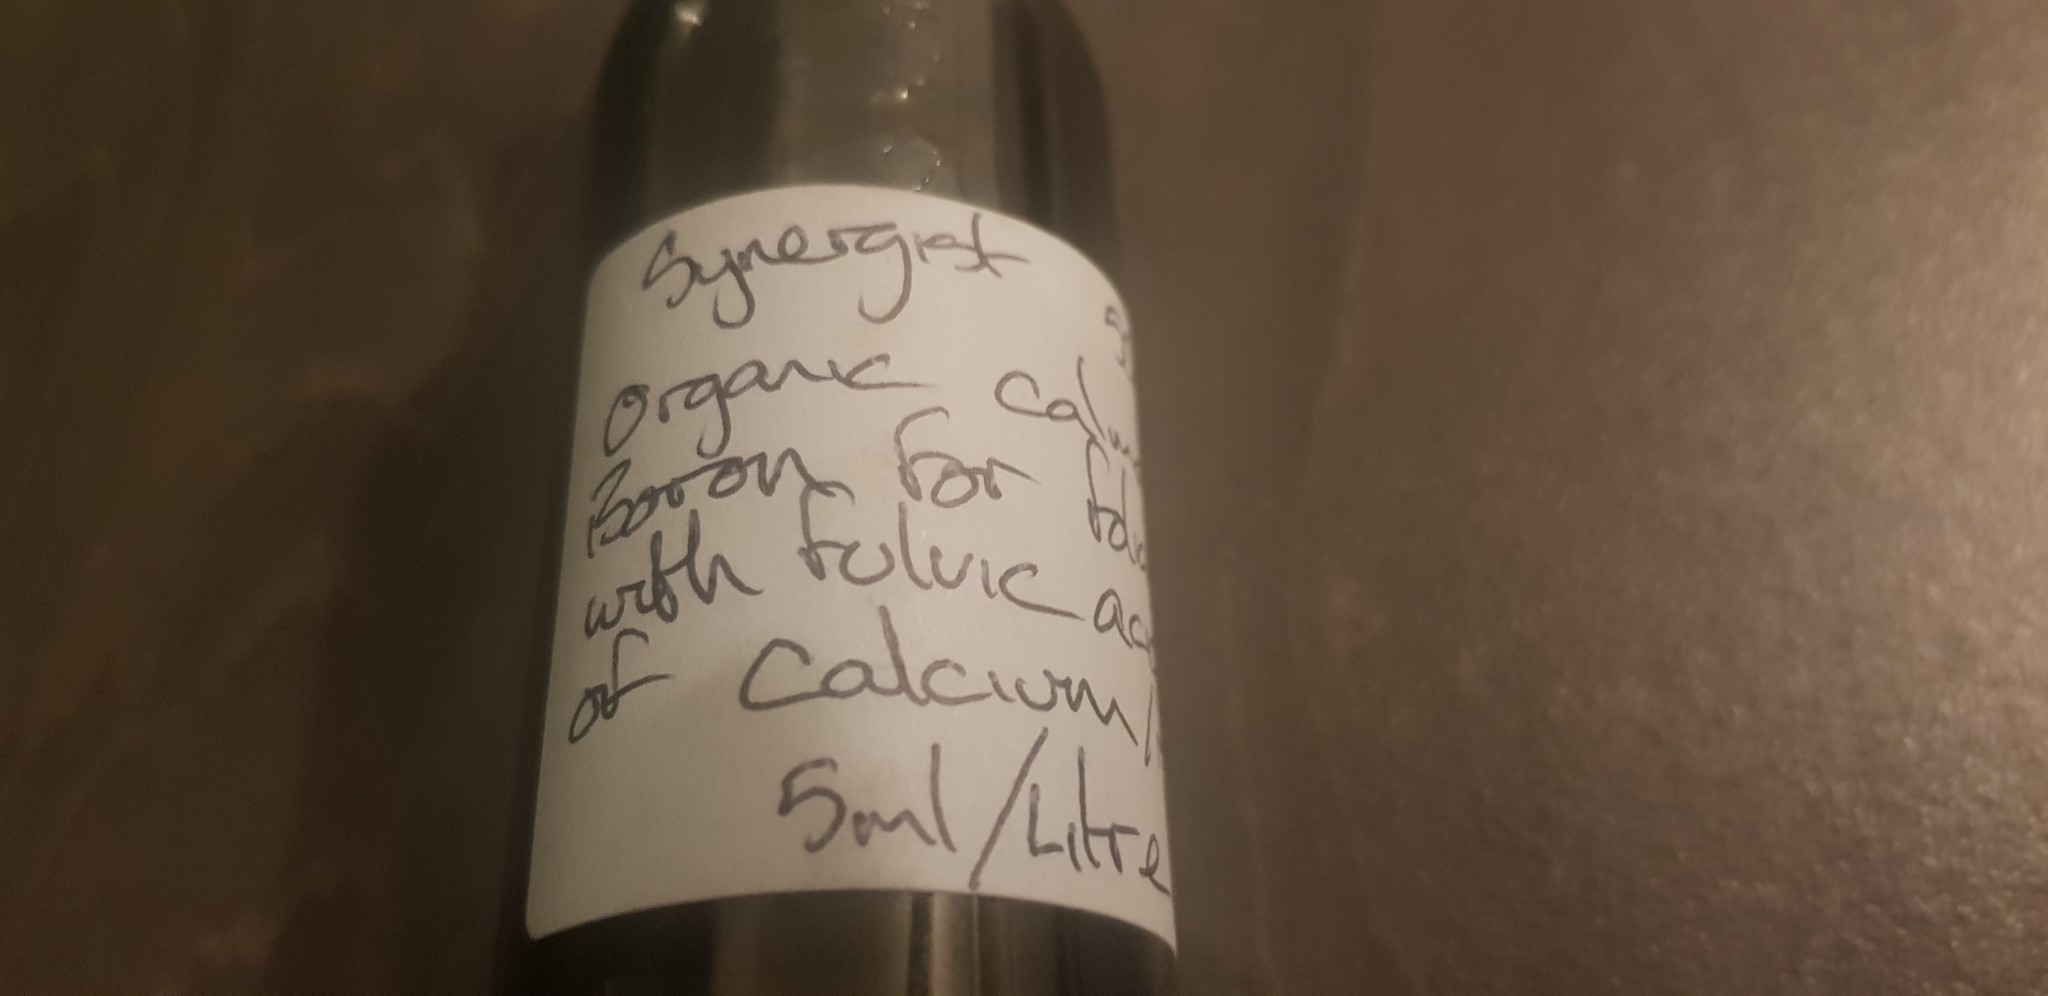 Synergist
Organic
Boron for
with fulvic
of Calcium/
5ml/Litre